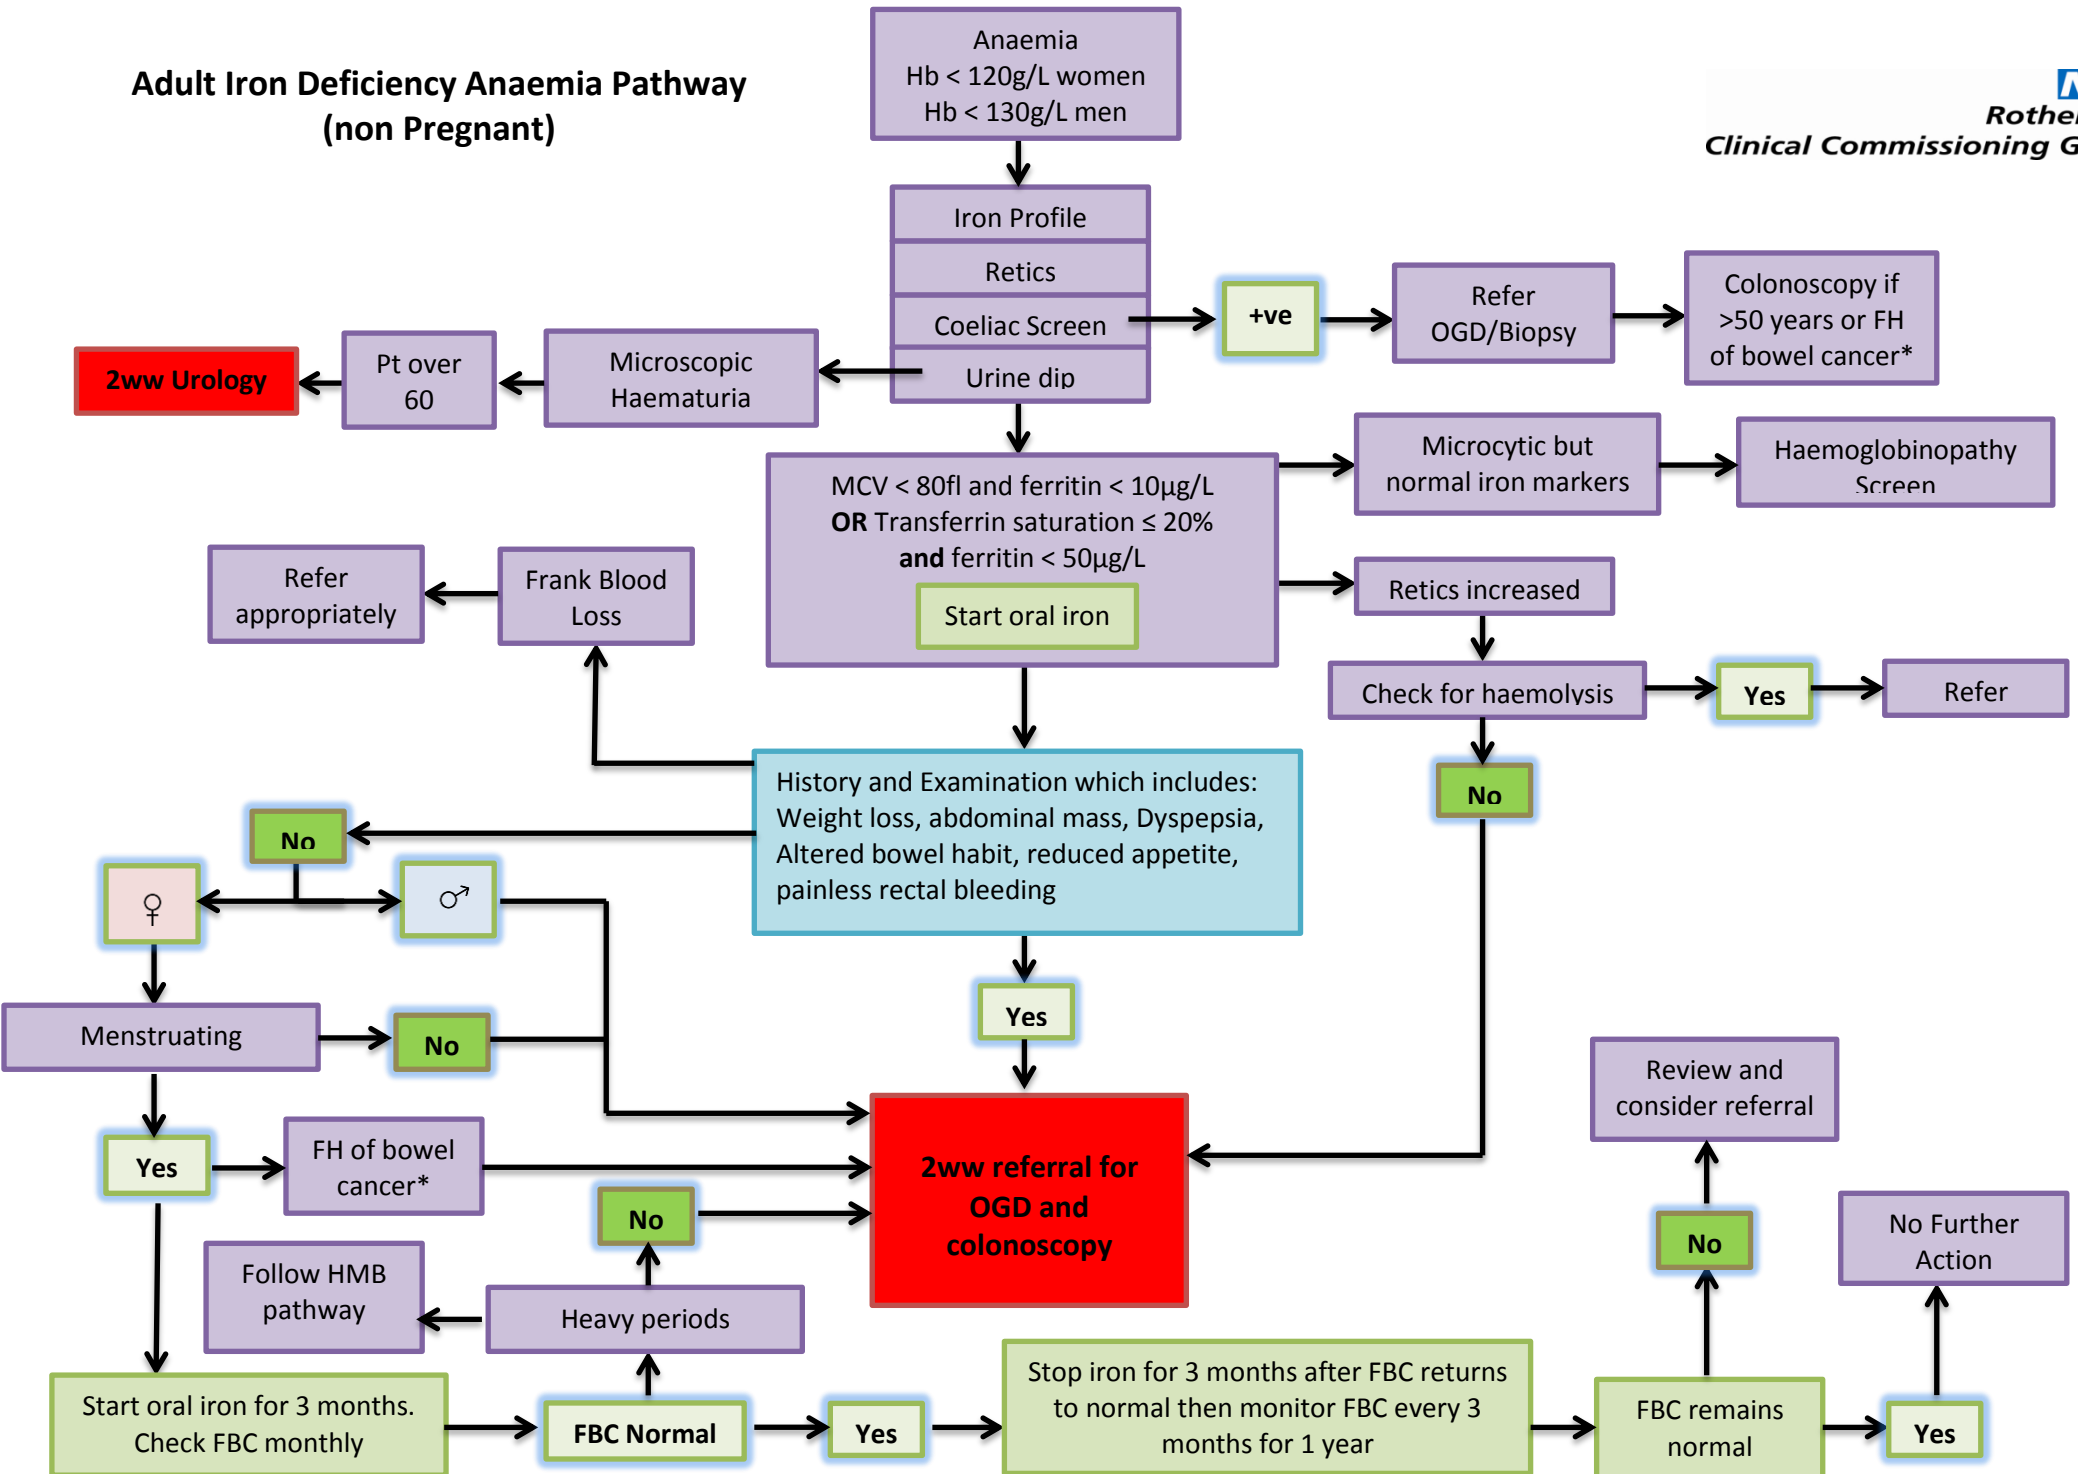 Adult Iron Deficiency Anaemia Pathway
(non Pregnant)
Anaemia
Hb < 120g/L women
Hb < 130g/L men
Clinical Commissioning G
Iron Profile
Retics
Coeliac Screen
Urine dip
+ve
Refer
OGD/Biopsy
Colonoscopy if
>50 years or FH
of bowel cancer*
2ww Urology
Pt over
60
Microscopic
Haematuria
MCV < 80fl and ferritin < 10µg/L
OR Transferrin saturation ≤ 20%
and ferritin < 50µg/L
Start oral iron
Microcytic but
normal iron markers
Haemoglobinopathy
Screen
Refer
appropriately
Frank Blood
Loss
Retics increased
Check for haemolysis
Yes
Refer
No
History and Examination which includes:
Weight loss, abdominal mass, Dyspepsia,
Altered bowel habit, reduced appetite,
painless rectal bleeding
No
♀
♂
Menstruating
No
Yes
Yes
FH of bowel
cancer*
2ww referral for
OGD and
colonoscopy
Review and
consider referral
No
No Further
Action
No
Follow HMB
pathway
Heavy periods
Start oral iron for 3 months.
Check FBC monthly
FBC Normal
Yes
Stop iron for 3 months after FBC returns
to normal then monitor FBC every 3
months for 1 year
FBC remains
normal
Yes